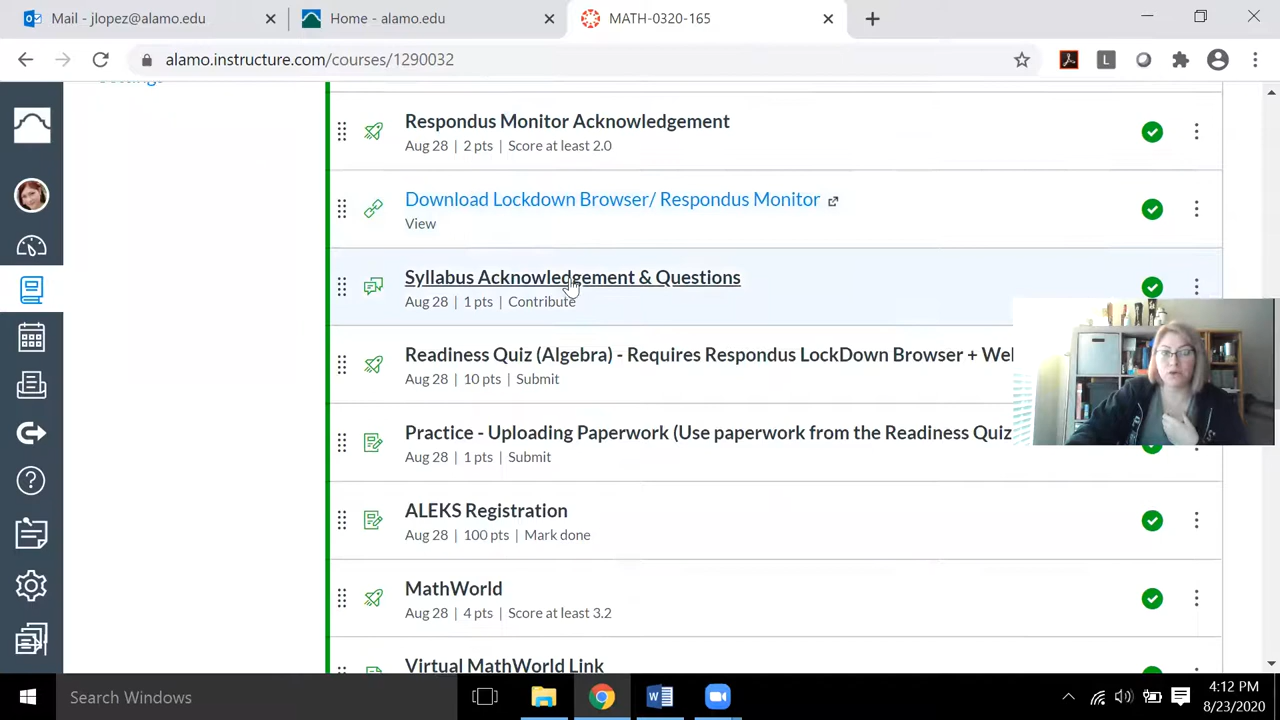 Mail - jlopez@alamo.edu
Home - alamo.edu
MATH-0320-165
alamo.instructure.com/courses/1290032
L
Respondus Monitor Acknowledgement
Aug 28 | 2 pts | Score at least 2.0
Download Lockdown Browser/ Respondus Monitor
View
Syllabus Acknowledgement & Questions
Aug 28 | 1 pts | Contribute
Readiness Quiz (Algebra) - Requires Respondus LockDown Browser + We
Aug 28 | 10 pts | Submit
Practice - Uploading Paperwork (Use paperwork from the Readiness Quiz
Aug 28 | 1 pts | Submit
ALEKS Registration
Aug 28 | 100 pts | Mark done
MathWorld
Aug 28 | 4 pts | Score at least 3.2
Virtual MathWorld Link
Search Windows
4:12 PM
8/23/2020